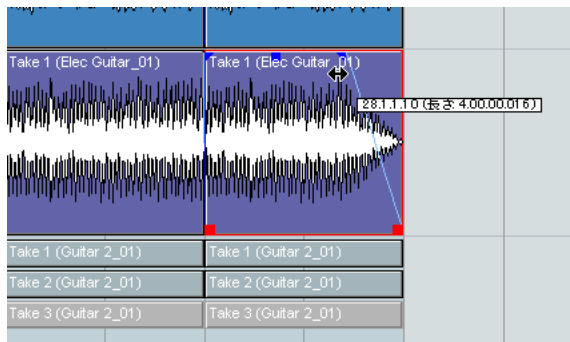 Take 1 (Elec Guitar_01)
Take 1 (Elec Guitar_01)
28.1.1.10 (長さ 4.00.00.016)
Take 1 (Guitar 2_01)
Take 1 (Guitar 2_01)
Take 2 (Guitar 2_01)
Take 2 (Guitar 2_01)
Take 3 (Guitar 2_01)
Take 3 (Guitar 2_01)